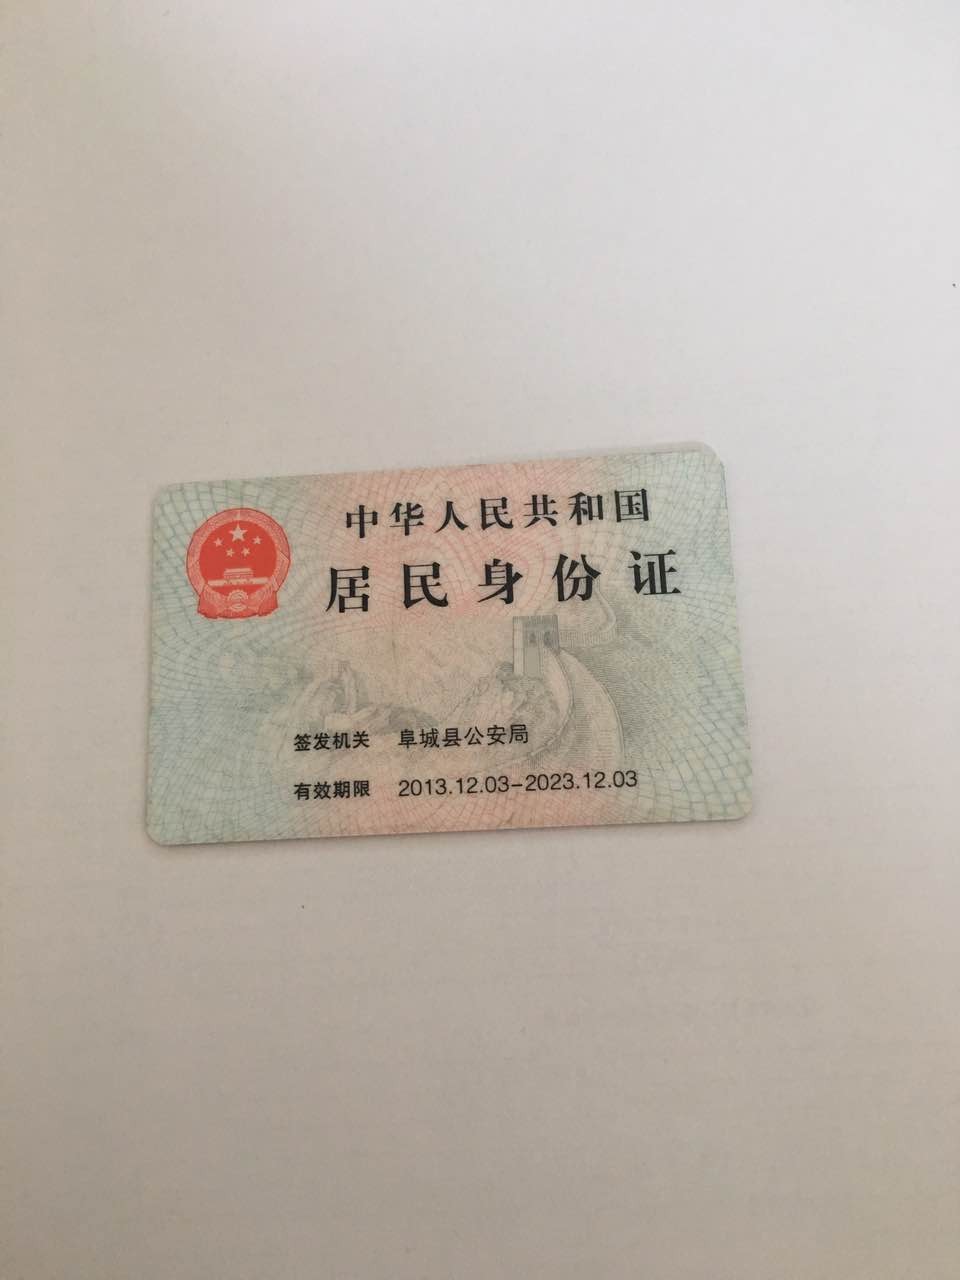 中华人民共和国
居民身份证
签发机关 阜城县公安局
有效期限 2013.12.03-2023.12.03